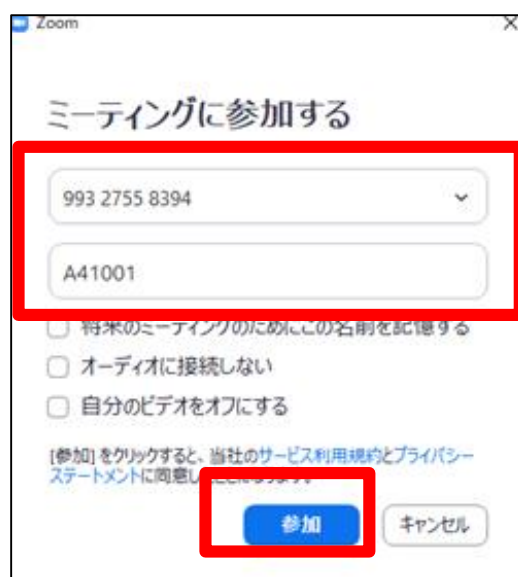 Zoom
ミーティングに参加する
993 2755 8394
A41001
将来のミーティングのためにこの名前を記憶する
オーディオに接続しない
自分のビデオをオフにする
[参加] をクリックすると、当社のサービス利用規約とプライバシー
ステートメントに同意したことになります。
参加
キャンセル